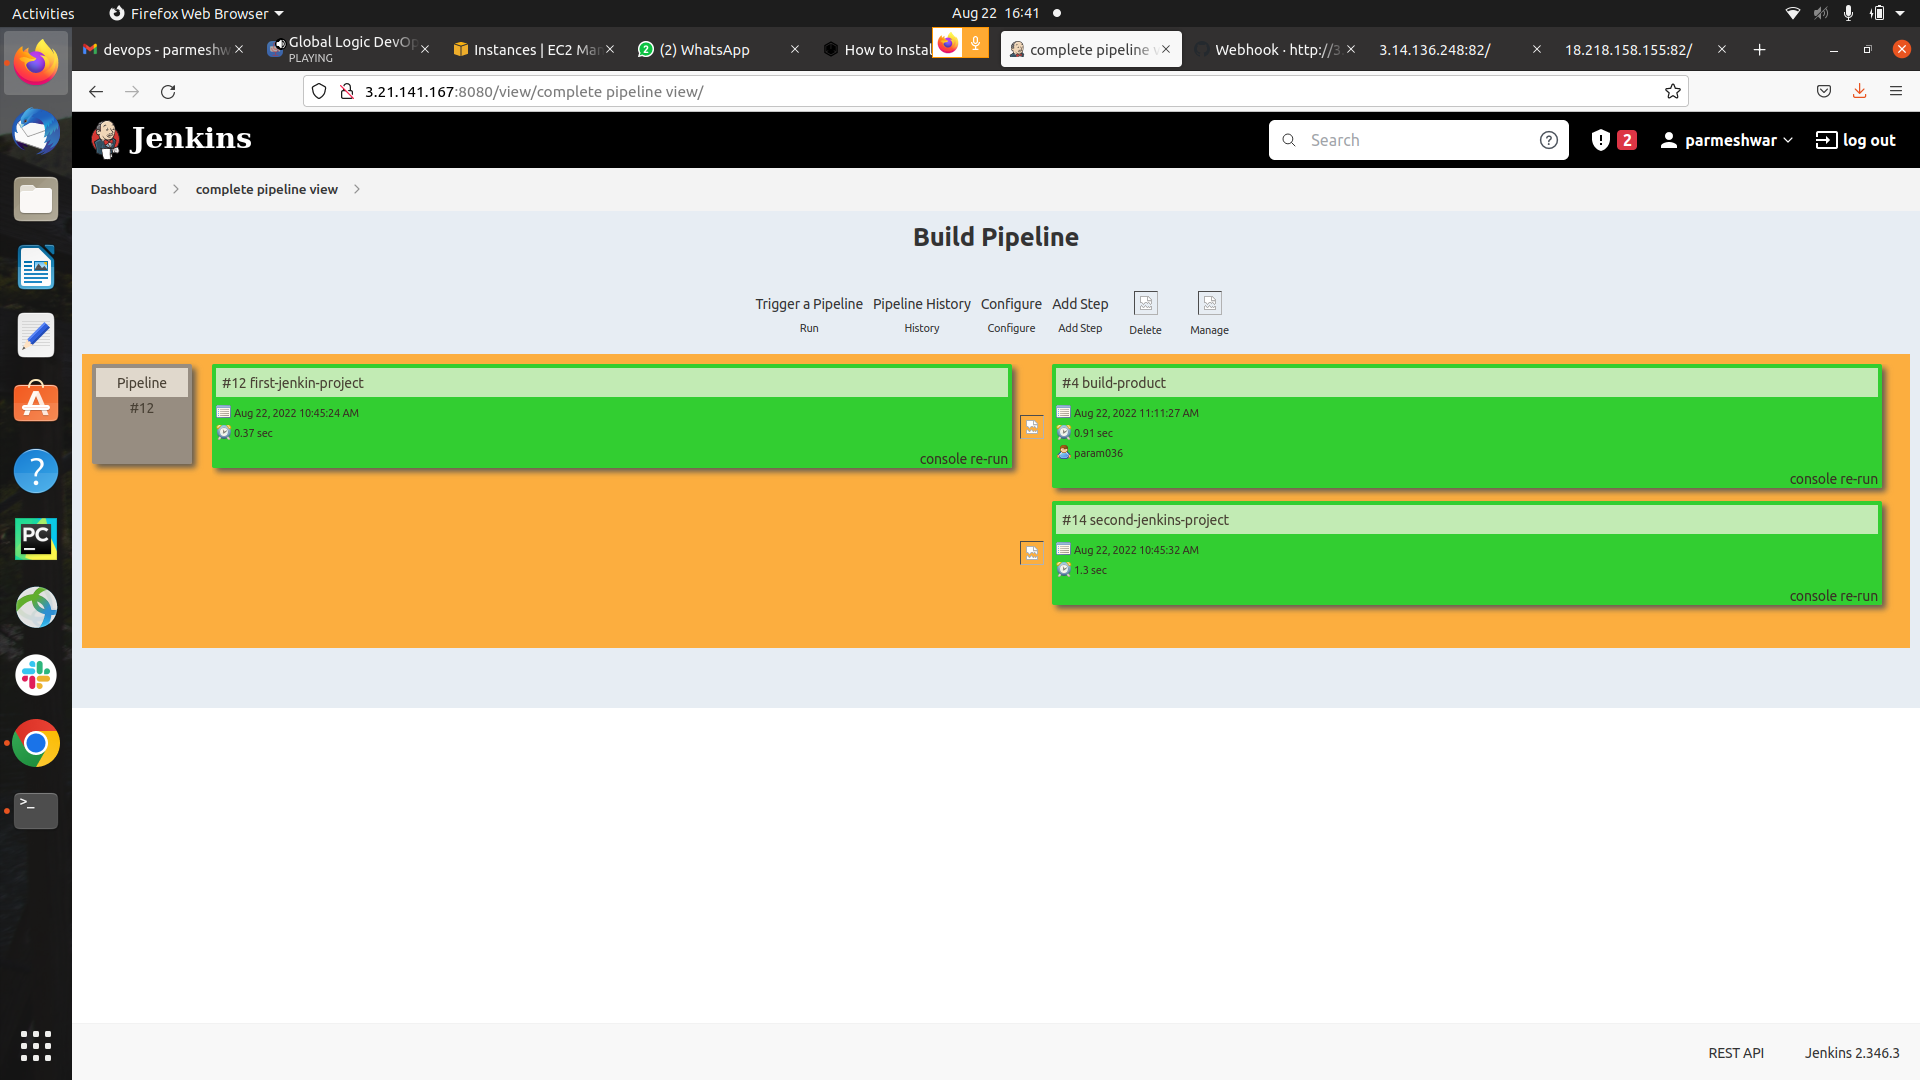 Activities
Firefox Web Browser
Aug 22 16:41
devops - parmeshw
Global Logic DevOp
PLAYING
Instances | EC2 Mar
2
(2) WhatsApp
How to Instal
complete pipeline v
Webhook · http://3
3.14.136.248:82/
18.218.158.155:82/
3.21.141.167:8080/view/complete pipeline view/
Jenkins
Search
2
parmeshwar
log out
Dashboard
complete pipeline view
Build Pipeline
Trigger a Pipeline
Pipeline History
Configure
Add Step
Run
History
Configure
Add Step
Delete
Manage
Pipeline
#12
#12 first-jenkin-project
Aug 22, 2022 10:45:24 AM
0.37 sec
console re-run
#4 build-product
Aug 22, 2022 11:11:27 AM
0.91 sec
param036
console re-run
#14 second-jenkins-project
Aug 22, 2022 10:45:32 AM
1.3 sec
console re-run
PC
>_
REST API
Jenkins 2.346.3